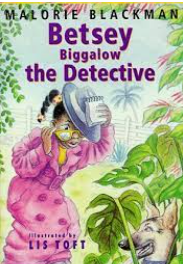 MALORIE BLACKMAN
Betsey
Biggalow
the Detective
illustrated by
LIS TOFT